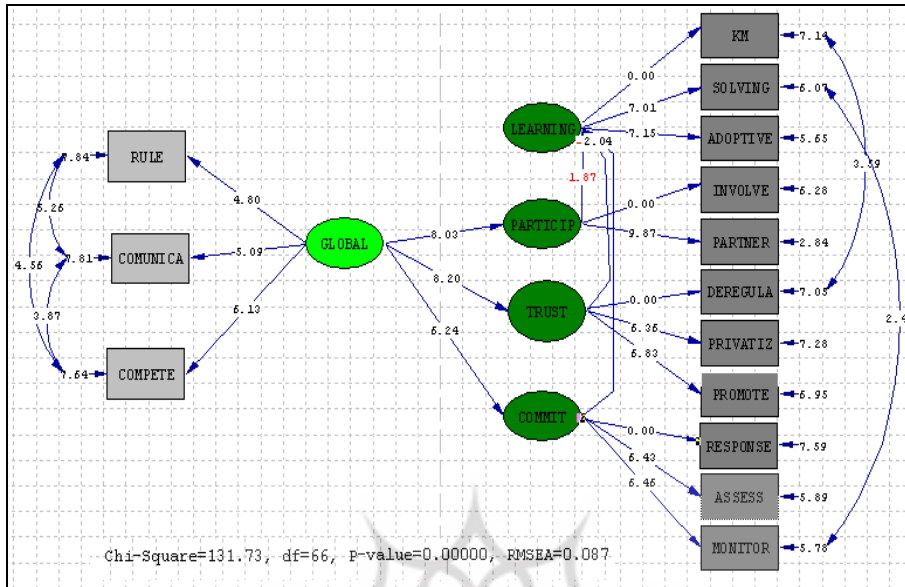 KM
7.14
0.00
SOLVING
6.07
7.01
LEARNING
ADOPTIVE
5.65
7.15
-2.04
RULE
7.84
3.59
1.87
INVOLVE
6.28
0.00
4.80
5.26
PARTICIP
PARTNER
2.84
9.87
8.03
GLOBAL
COMUNICA
7.81
5.09
4.56
8.20
DEREGULA
7.05
0.00
TRUST
3.87
6.13
6.24
6.36
PRIVATIZ
7.28
2.4
6.83
COMPETE
7.64
PROMOTE
6.95
COMMIT
0.00
RESPONSE
7.59
6.43
6.46
ASSESS
5.89
MONITOR
5.78
Chi-Square=131.73, df=66, P-value=0.00000, RMSEA=0.087